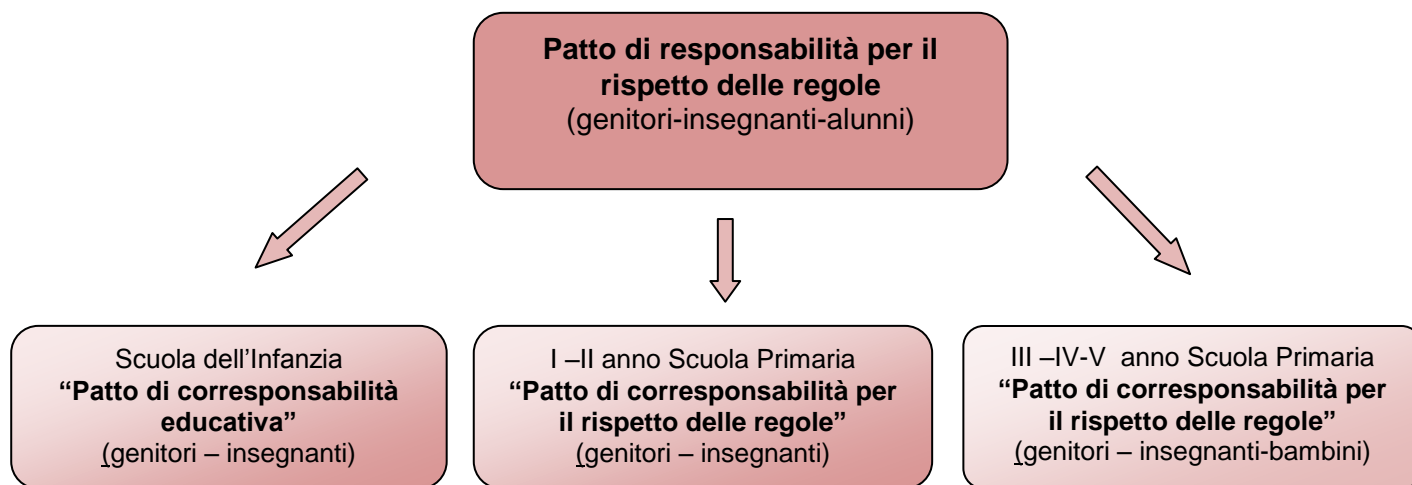 Patto di responsabilità per il
rispetto delle regole
(genitori-insegnanti-alunni)
Scuola dell’Infanzia
“Patto di corresponsabilità
educativa”
(genitori – insegnanti)
I –II anno Scuola Primaria
“Patto di corresponsabilità per
il rispetto delle regole”
(genitori – insegnanti)
III –IV-V  anno Scuola Primaria
“Patto di corresponsabilità per
il rispetto delle regole”
(genitori – insegnanti-bambini)